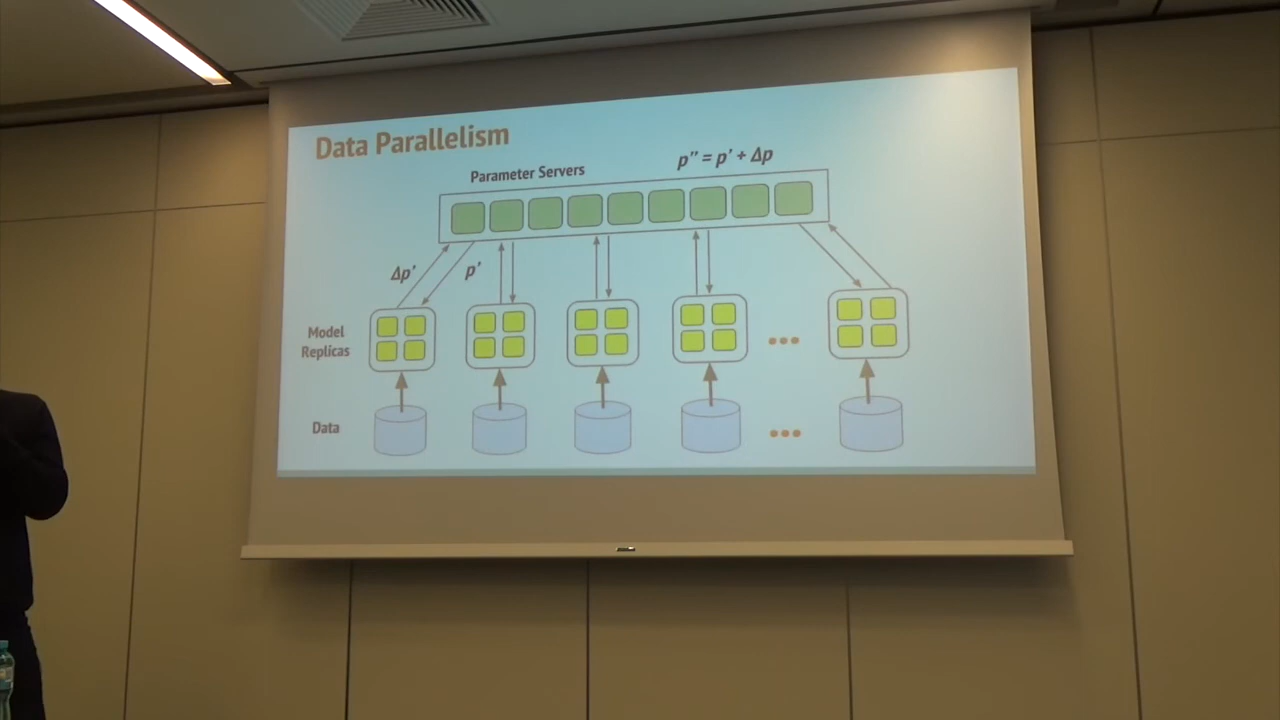 Data Parallelism
Parameter Servers
p’’ = p’ + Δp
Δp’
p’
Model
Replicas
...
Data
...